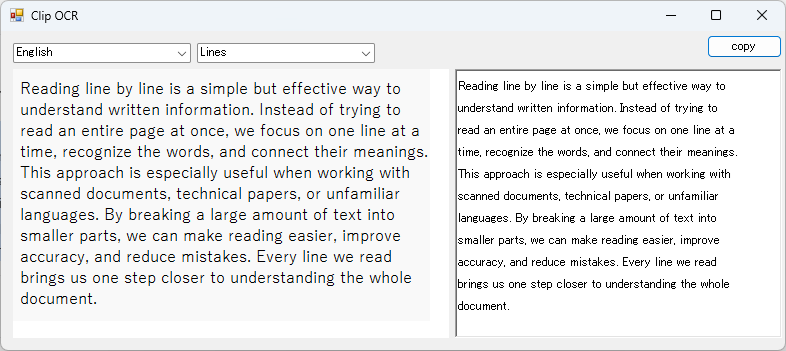 Clip OCR
English
Lines
copy
Reading line by line is a simple but effective way to
understand written information. Instead of trying to
read an entire page at once, we focus on one line at a
time, recognize the words, and connect their meanings.
This approach is especially useful when working with
scanned documents, technical papers, or unfamiliar
languages. By breaking a large amount of text into
smaller parts, we can make reading easier, improve
accuracy, and reduce mistakes. Every line we read
brings us one step closer to understanding the whole
document.
Reading line by line is a simple but effective way to
understand written information. Instead of trying to
read an entire page at once, we focus on one line at a
time, recognize the words, and connect their meanings.
This approach is especially useful when working with
scanned documents, technical papers, or unfamiliar
languages. By breaking a large amount of text into
smaller parts, we can make reading easier, improve
accuracy, and reduce mistakes. Every line we read
brings us one step closer to understanding the whole
document.